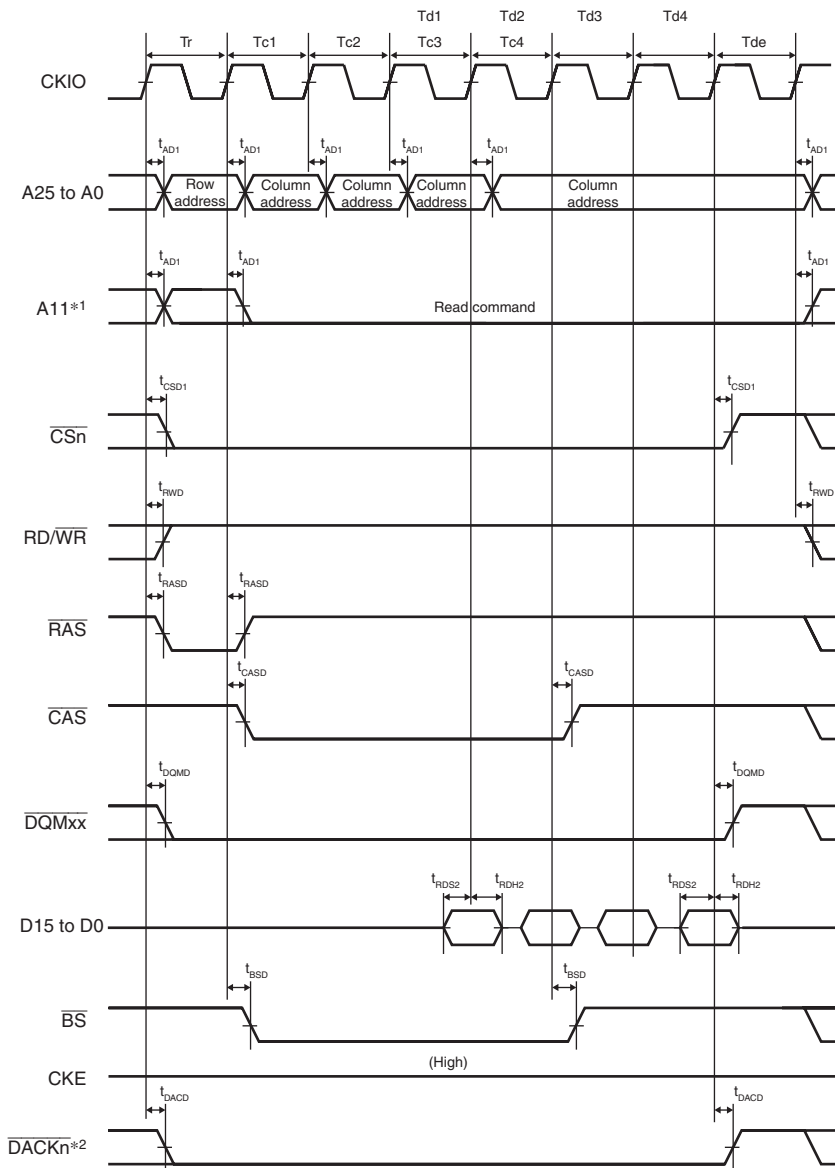 Td1 Td2 Td3 Td4
Tr Tc1 Tc2 Tc3 Tc4 Tde
CKIO
tAD1 tAD1 tAD1 tAD1 tAD1 tAD1
A25 to A0 Row address Column address Column address Column address Column address
tAD1 tAD1 tAD1
A11*1 Read command
tCSD1 tCSD1
CSn
tRWD tRWD
RD/WR
tRASD tRASD
RAS
tCASD tCASD
CAS
tDQMD tDQMD
DQMxx
tRDS2 tRDH2 tRDS2 tRDH2
D15 to D0
tBSD tBSD
BS
(High)
CKE
tDACD tDACD
DACKn*2